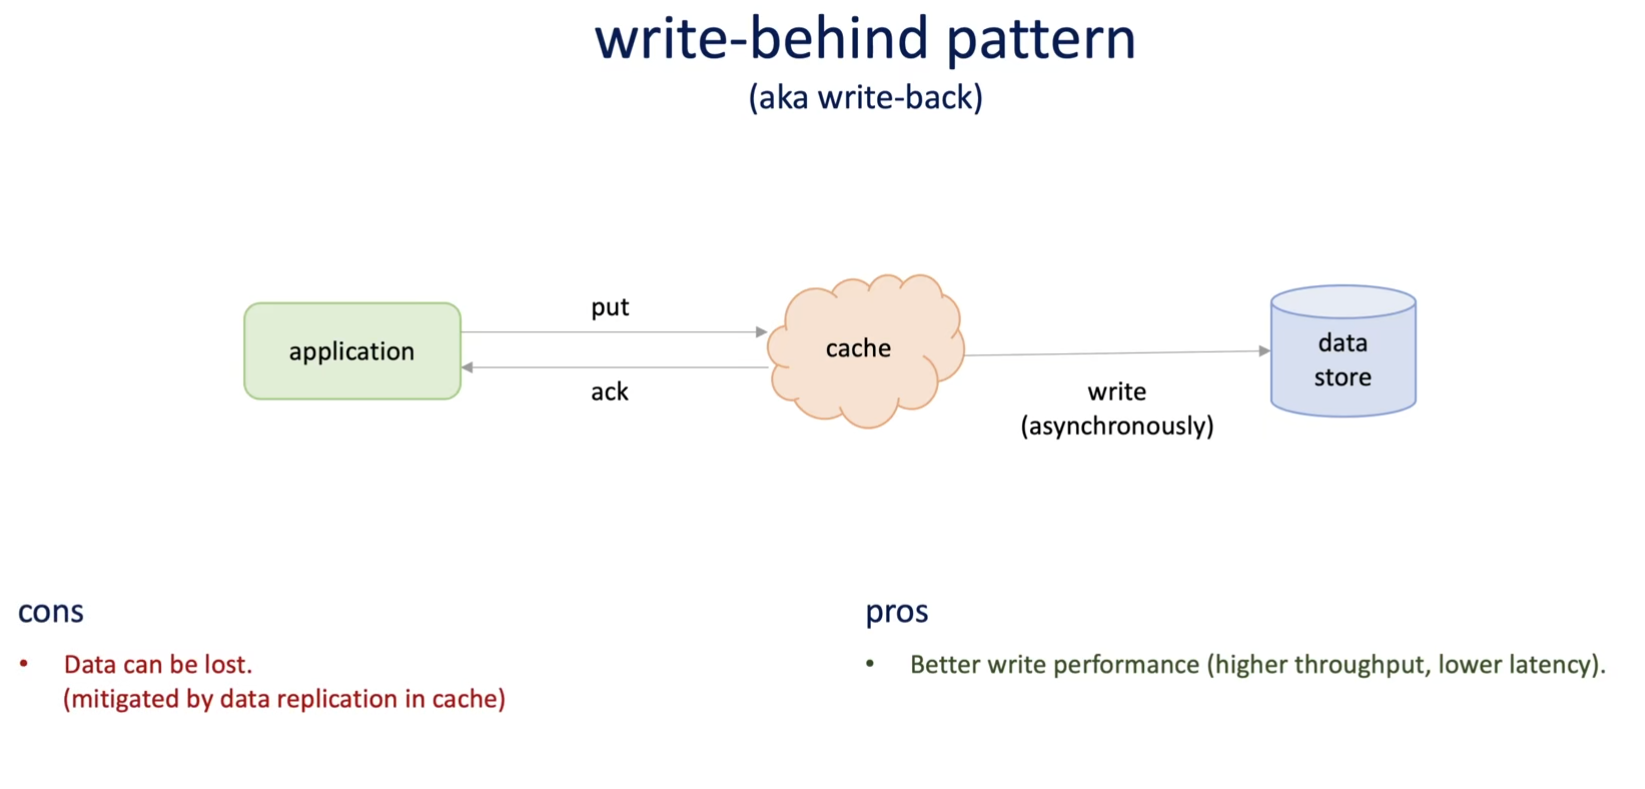 write-behind pattern
(aka write-back)
put
application
cache
data
store
ack
write
(asynchronously)
cons
• Data can be lost.
(mitigated by data replication in cache)
pros
• Better write performance (higher throughput, lower latency).